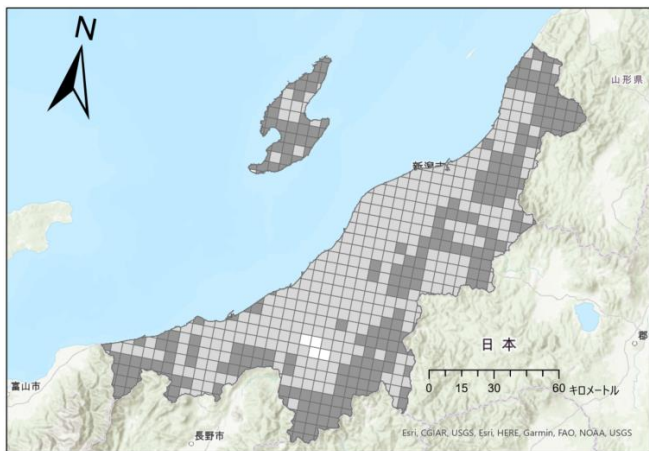 N
山形県
新潟市
日本
郡
0 15 30 60 キロメートル
富山市
長野市
Esri, CGIAR, USGS, Esri, HERE, Garmin, FAO, NOAA, USGS